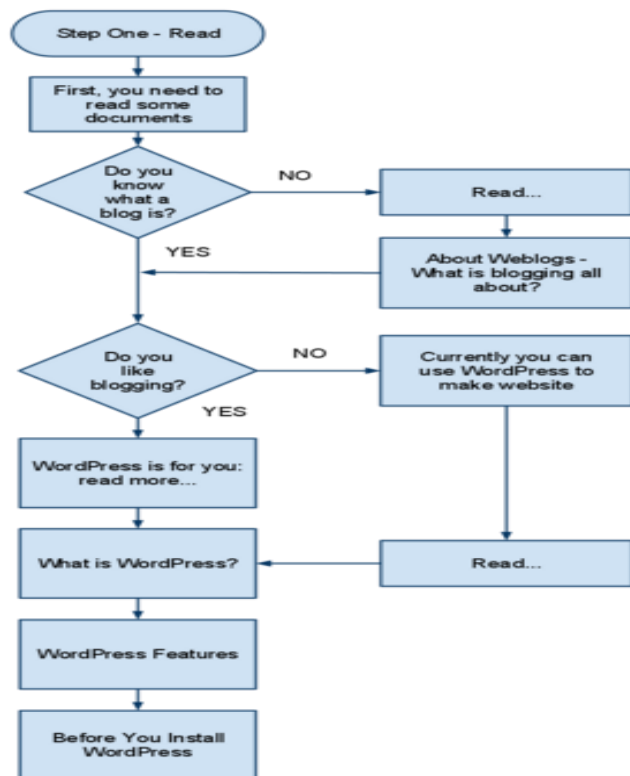 Step One - Read
First, you need to
read some
documents
Do you
know
what a
blog is?
NO
Read...
YES
About Weblogs -
What is blogging all
about?
Do you
like
blogging?
NO
Currently you can
use WordPress to
make website
YES
WordPress is for you:
read more...
What is WordPress?
Read...
WordPress Features
Before You Install
WordPress